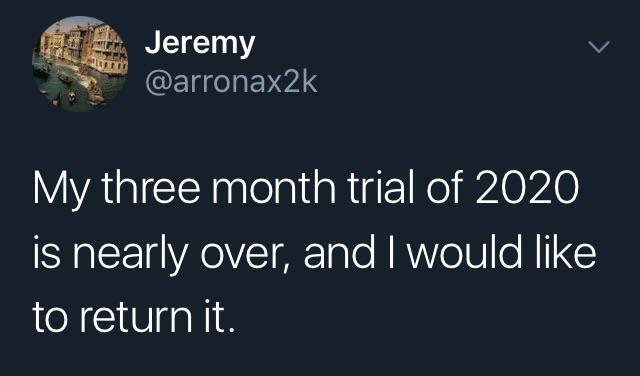 Jeremy
@arronax2k
My three month trial of 2020
is nearly over, and I would like
to return it.